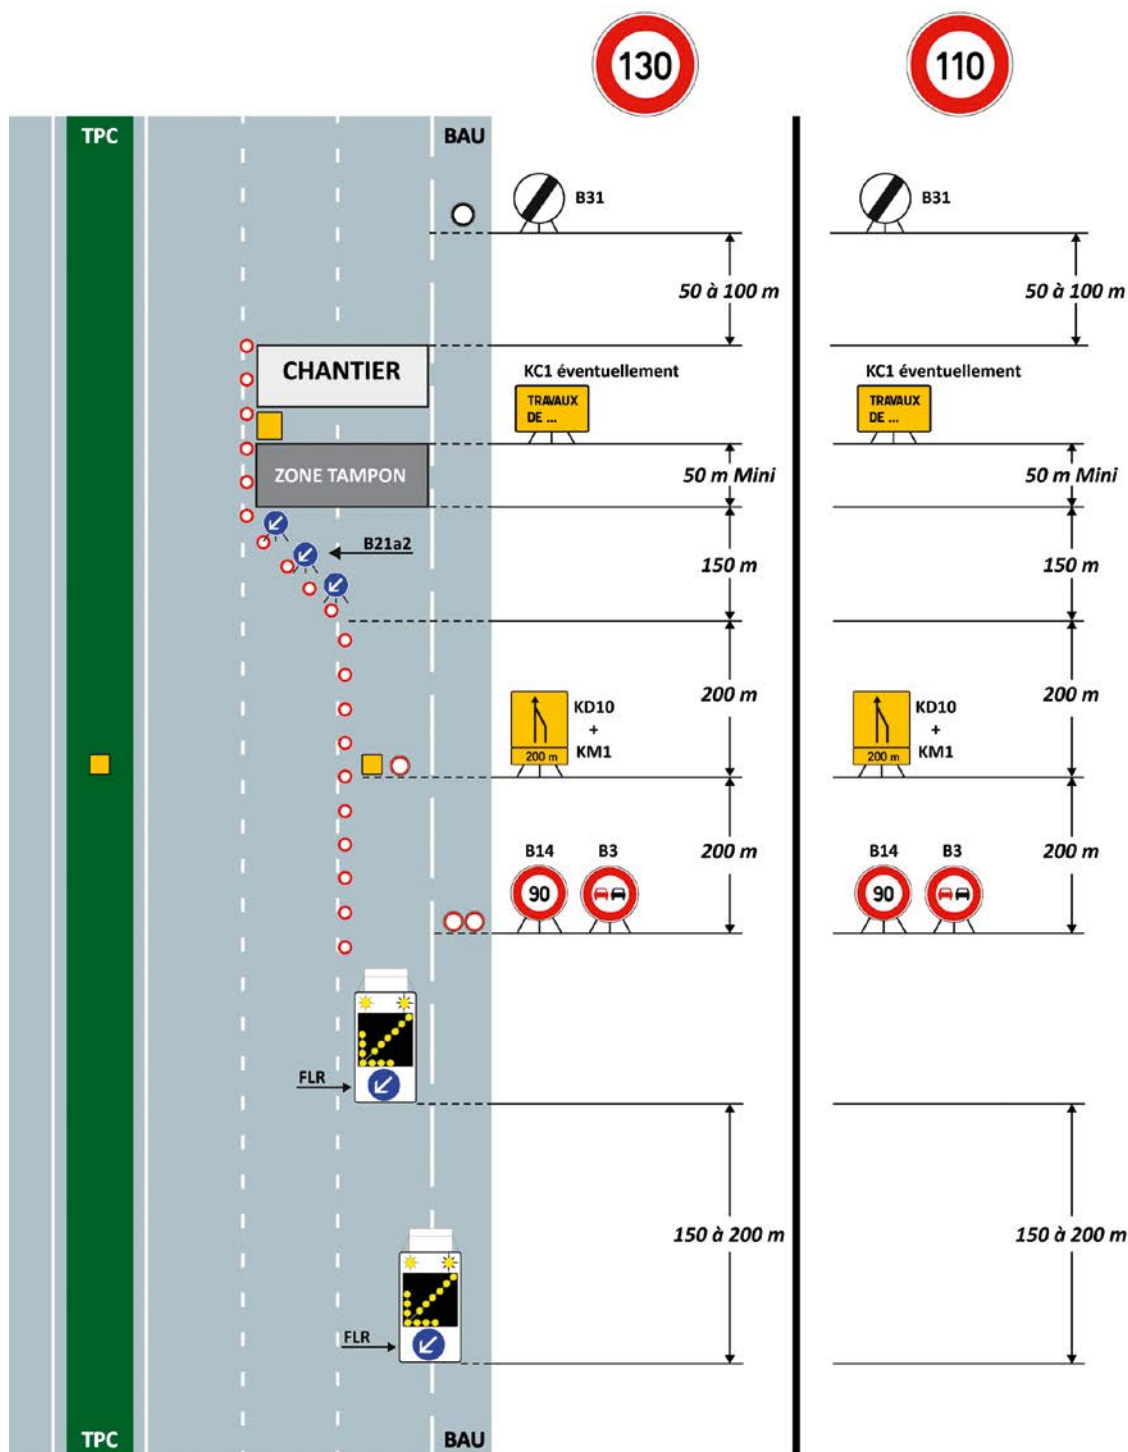 130
110
TPC
BAU
B31
B31
50 à 100 m
50 à 100 m
CHANTIER
KC1 éventuellement
KC1 éventuellement
TRAVAUX
DE ...
TRAVAUX
DE ...
ZONE TAMPON
50 m Mini
50 m Mini
B21a2
150 m
150 m
KD10
+
KM1
200 m
200 m
KD10
+
KM1
200 m
200 m
B14
B3
90
200 m
B14
B3
90
200 m
FLR
150 à 200 m
150 à 200 m
FLR
TPC
BAU